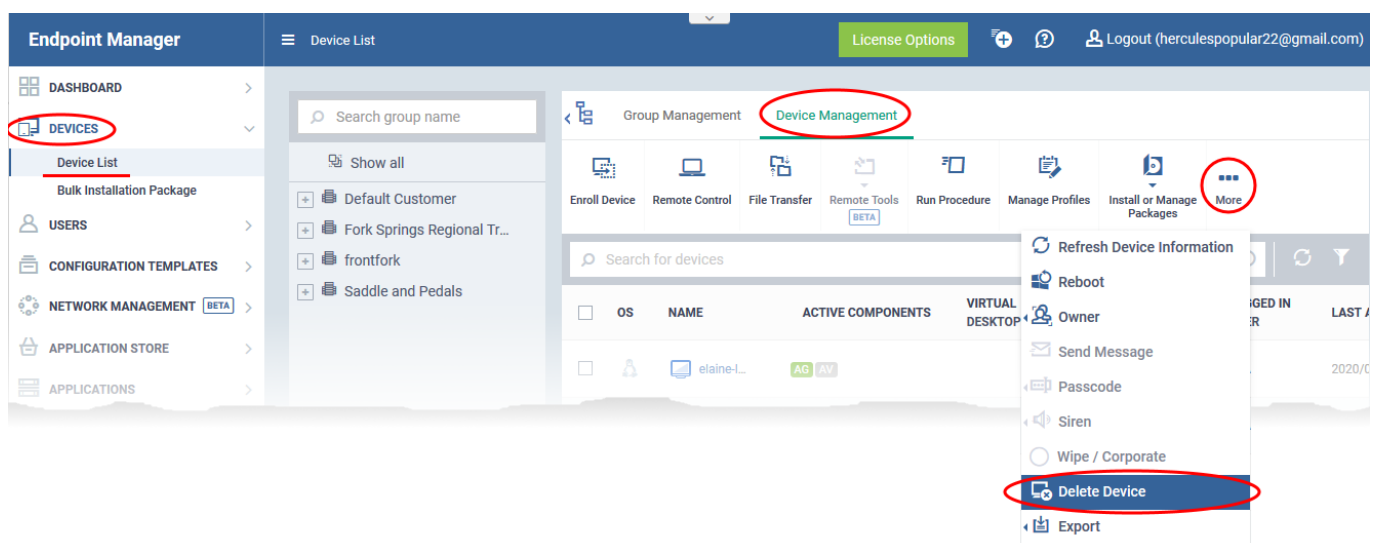 Endpoint Manager
Device List
License Options
Logout (herculespopular22@gmail.com)
DASHBOARD
DEVICES
Device List
Bulk Installation Package
USERS
CONFIGURATION TEMPLATES
NETWORK MANAGEMENT BETA
APPLICATION STORE
APPLICATIONS
Search group name
Show all
Default Customer
Fork Springs Regional Tr...
frontfork
Saddle and Pedals
Group Management
Device Management
Enroll Device
Remote Control
File Transfer
Remote Tools
BETA
Run Procedure
Manage Profiles
Install or Manage
Packages
More
Search for devices
OS
NAME
ACTIVE COMPONENTS
VIRTUAL
DESKTOP
GED IN
ER
LAST A
elaine-l...
AG AV
2020/0
Refresh Device Information
Reboot
Owner
Send Message
Passcode
Siren
Wipe / Corporate
Delete Device
Export